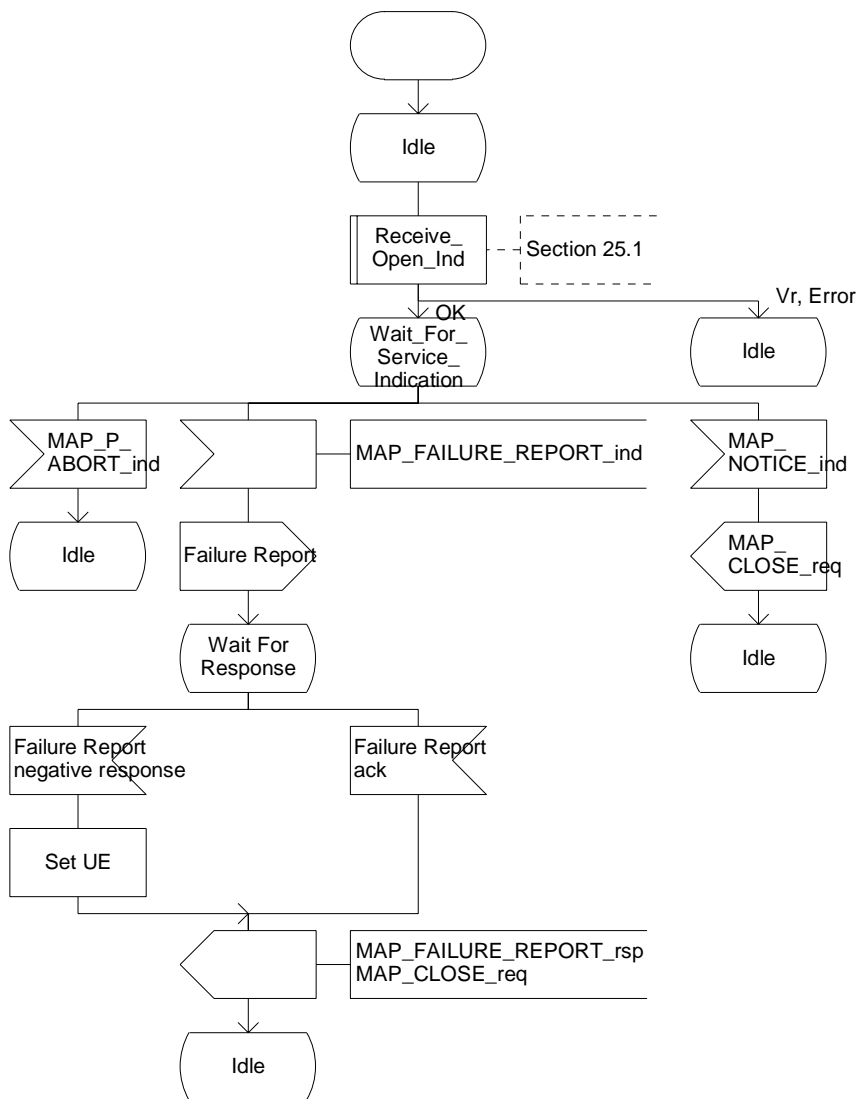 Idle
Receive_
Open_Ind
Section 25.1
Vr, Error
OK
Wait_For_
Service_
Indication
Idle
MAP_P_
ABORT_ind
MAP_FAILURE_REPORT_ind
MAP_
NOTICE_ind
Idle
Failure Report
MAP_
CLOSE_req
Wait For
Response
Idle
Failure Report
negative response
Failure Report
ack
Set UE
MAP_FAILURE_REPORT_rsp
MAP_CLOSE_req
Idle